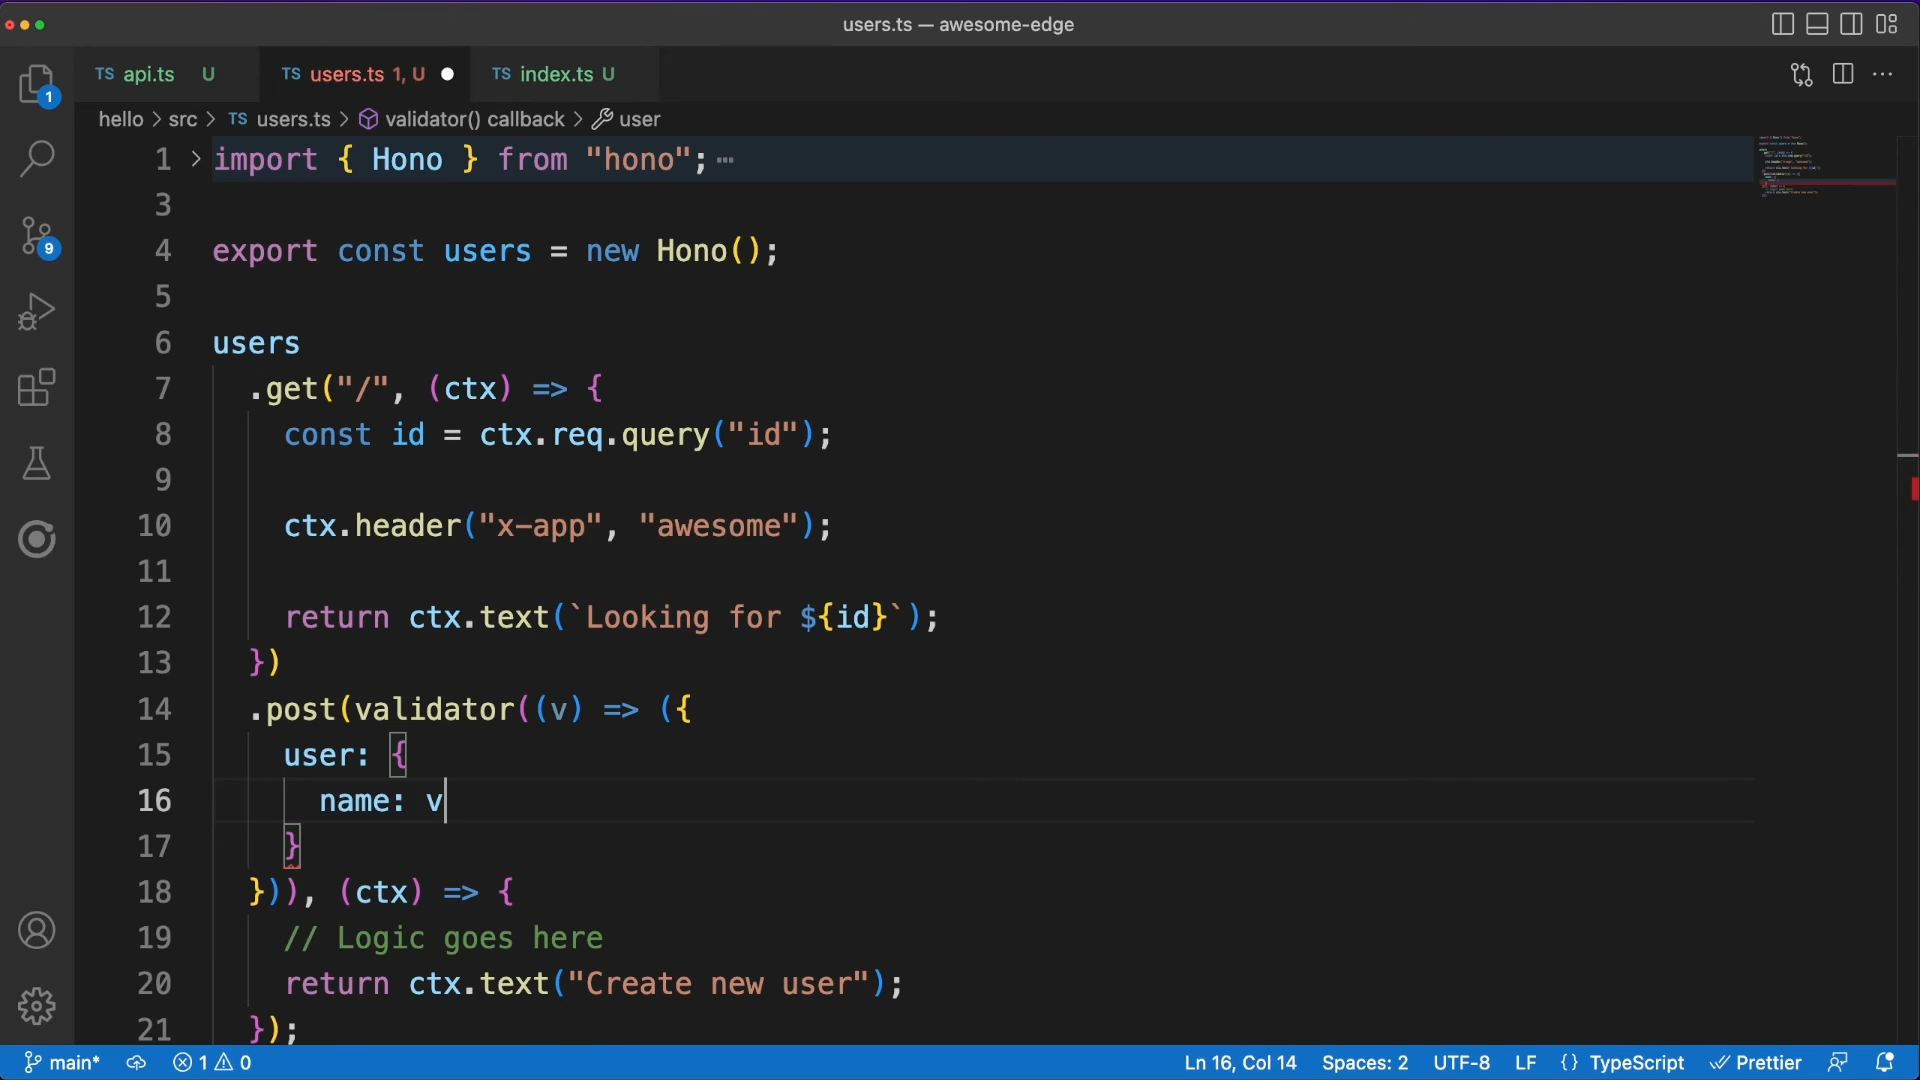 users.ts — awesome-edge
TS api.ts U TS users.ts 1, U TS index.ts U
hello > src > TS users.ts > validator() callback > user
1 > import { Hono } from "hono"; ⋯
3
4 export const users = new Hono();
5
6 users
7 .get("/", (ctx) => {
8 const id = ctx.req.query("id");
9
10 ctx.header("x-app", "awesome");
11
12 return ctx.text(`Looking for ${id}`);
13 })
14 .post(validator((v) => ({
15 user: {
16 name: v
17 }
18 })), (ctx) => {
19 // Logic goes here
20 return ctx.text("Create new user");
21 });
1
9
main* 1 0 Ln 16, Col 14 Spaces: 2 UTF-8 LF {} TypeScript Prettier